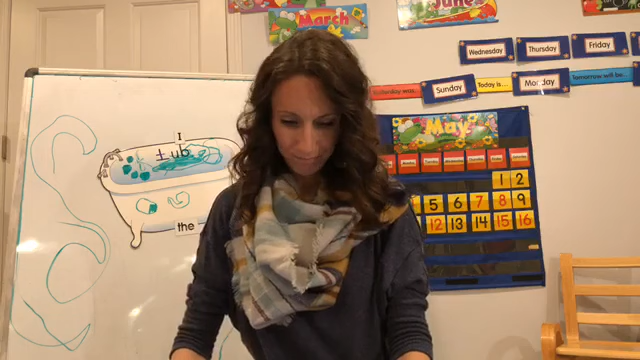 March
June
Wednesday
Thursday
Friday
Yesterday was...
Sunday
Today is...
Monday
Tomorrow will be...
I
tub
the
May
1 2
5 6 7 8 9
12 13 14 15 16